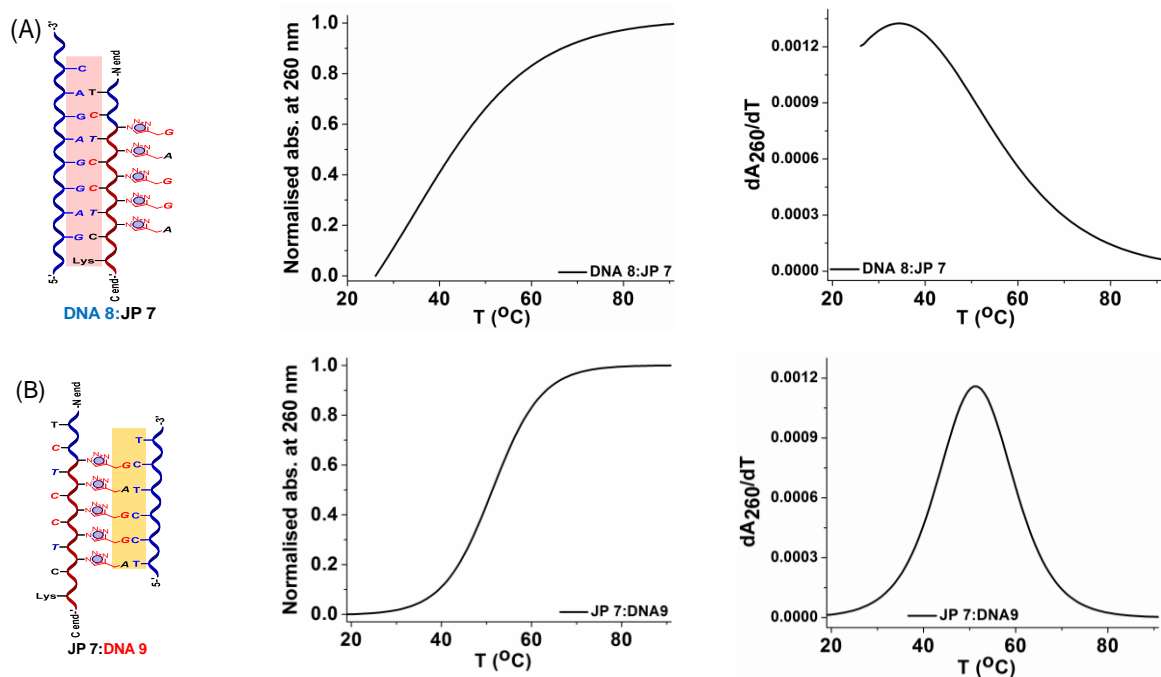 (A)
-3'
-N end
C
A T
G C
N N N G
A T
N N N A
G C
N N N G
G C
N N N G
A T
N N N A
G C
Lys
5'-
C end-'
DNA 8:JP 7
Normalised abs. at 260 nm
1.0
0.8
0.6
0.4
0.2
0.0
DNA 8:JP 7
20 40 60 80
T (°C)
dA260/dT
0.0012
0.0009
0.0006
0.0003
0.0000
DNA 8:JP 7
20 40 60 80
T (°C)
(B)
-N end
-3'
T
T
C
N N N G C
T
N N N A T
C
N N N G C
C
N N N G C
T
N N N A T
C
Lys
5'-
C end-'
JP 7:DNA 9
Normalised abs. at 260 nm
1.0
0.8
0.6
0.4
0.2
0.0
JP 7:DNA9
20 40 60 80
T (°C)
dA260/dT
0.0012
0.0009
0.0006
0.0003
0.0000
JP 7:DNA9
20 40 60 80
T (°C)